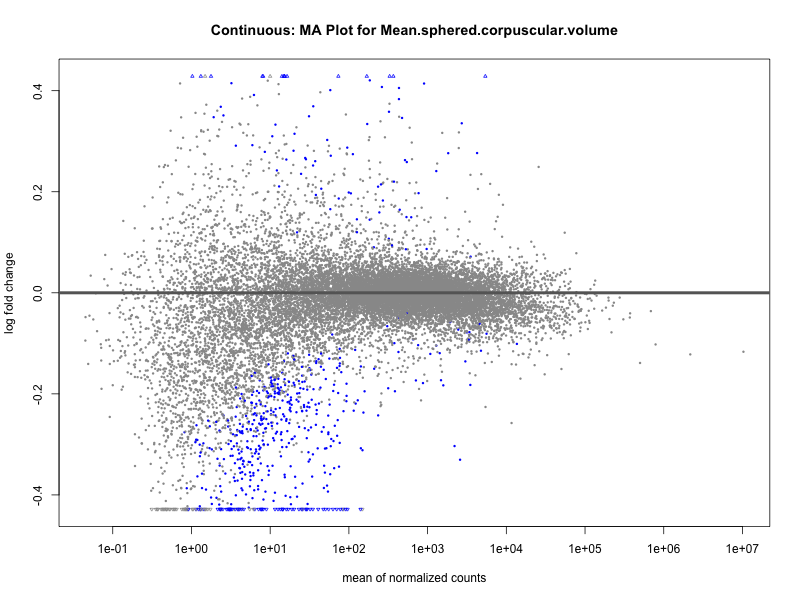 Continuous: MA Plot for Mean.sphered.corpuscular.volume
log fold change
0.4
0.2
0.0
-0.2
-0.4
1e-01 1e+00 1e+01 1e+02 1e+03 1e+04 1e+05 1e+06 1e+07
mean of normalized counts